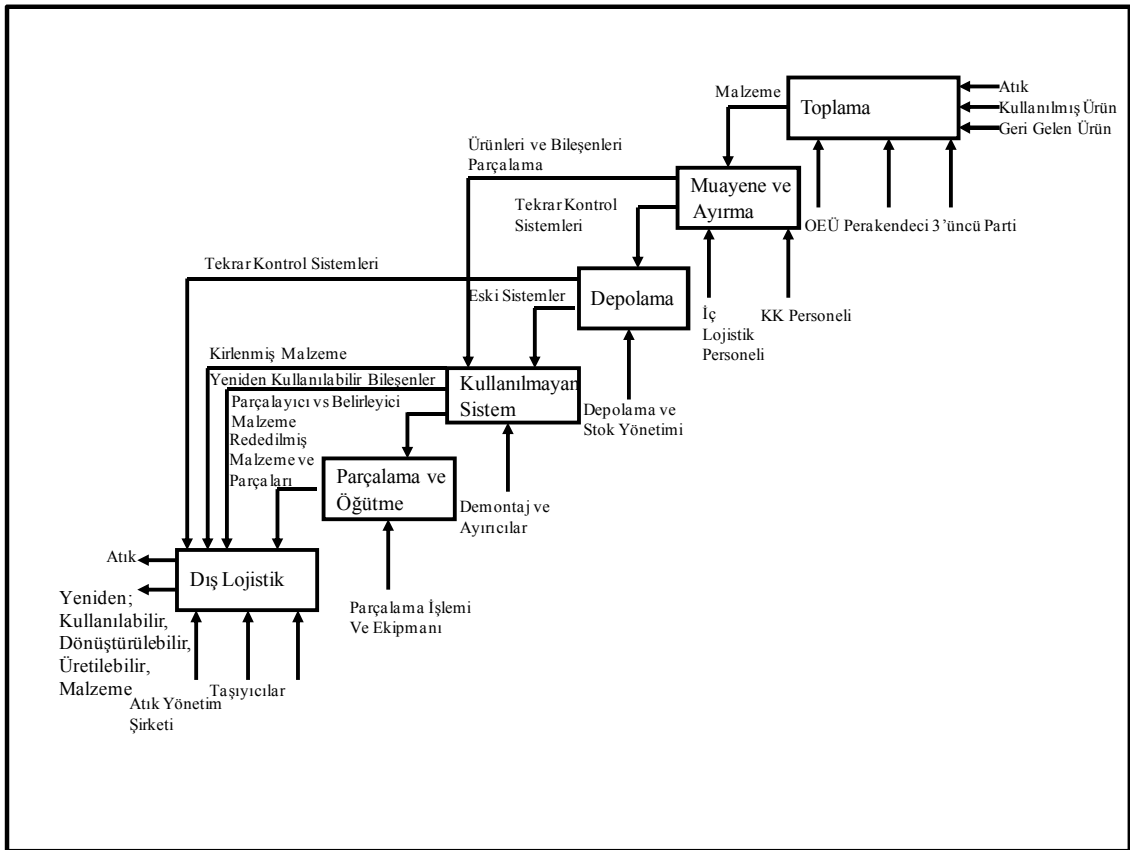 Malzeme
Toplama
Atık
Kullanılmış Ürün
Geri Gelen Ürün
Ürünleri ve Bileşenleri
Parçalama
Muayene ve
Ayırma
Tekrar Kontrol
Sistemleri
OEÜ Perakendeci 3’üncü Parti
Tekrar Kontrol Sistemleri
Eski Sistemler
Depolama
İç
Lojistik
Personeli
KK Personeli
Kirlenmiş Malzeme
Yeniden Kullanılabilir Bileşenler
Parçalayıcı vs Belirleyici
Malzeme
Rededilmiş
Malzeme ve
Parçaları
Kullanılmayan
Sistem
Depolama ve
Stok Yönetimi
Parçalama ve
Öğütme
Demontaj ve
Ayırıcılar
Atık
Dış Lojistik
Yeniden;
Kullanılabilir,
Dönüştürülebilir,
Üretilebilir,
Malzeme
Parçalama İşlemi
Ve Ekipmanı
Atık Yönetim
Şirketi
Taşıyıcılar